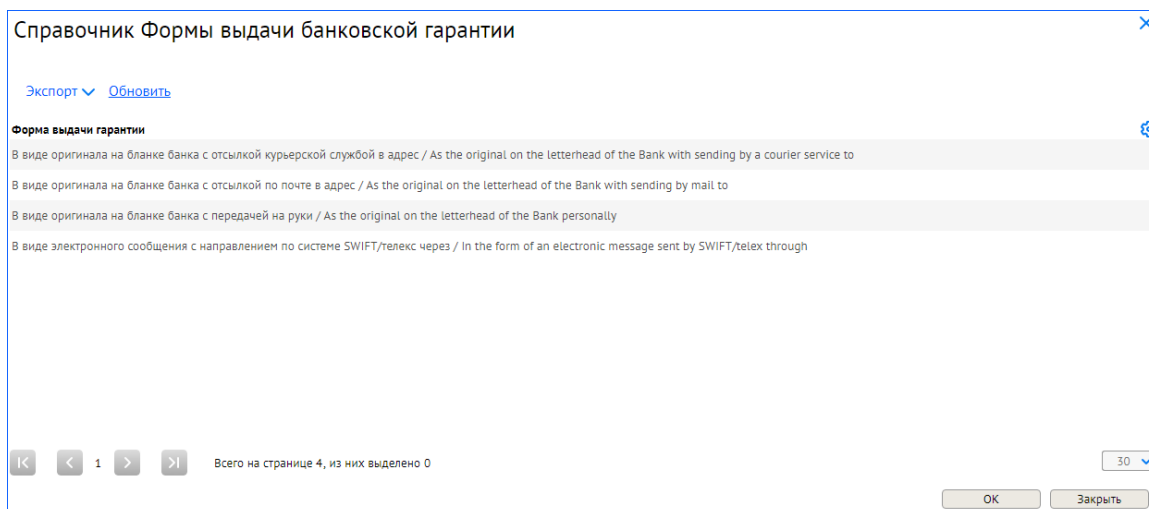 Справочник Формы выдачи банковской гарантии
Экспорт Обновить
Форма выдачи гарантии
В виде оригинала на бланке банка с отсылкой курьерской службой в адрес / As the original on the letterhead of the Bank with sending by a courier service to
В виде оригинала на бланке банка с отсылкой по почте в адрес / As the original on the letterhead of the Bank with sending by mail to
В виде оригинала на бланке банка с передачей на руки / As the original on the letterhead of the Bank personally
В виде электронного сообщения с направлением по системе SWIFT/телекс через / In the form of an electronic message sent by SWIFT/telex through
1 Всего на странице 4, из них выделено 0 30
ОК Закрыть